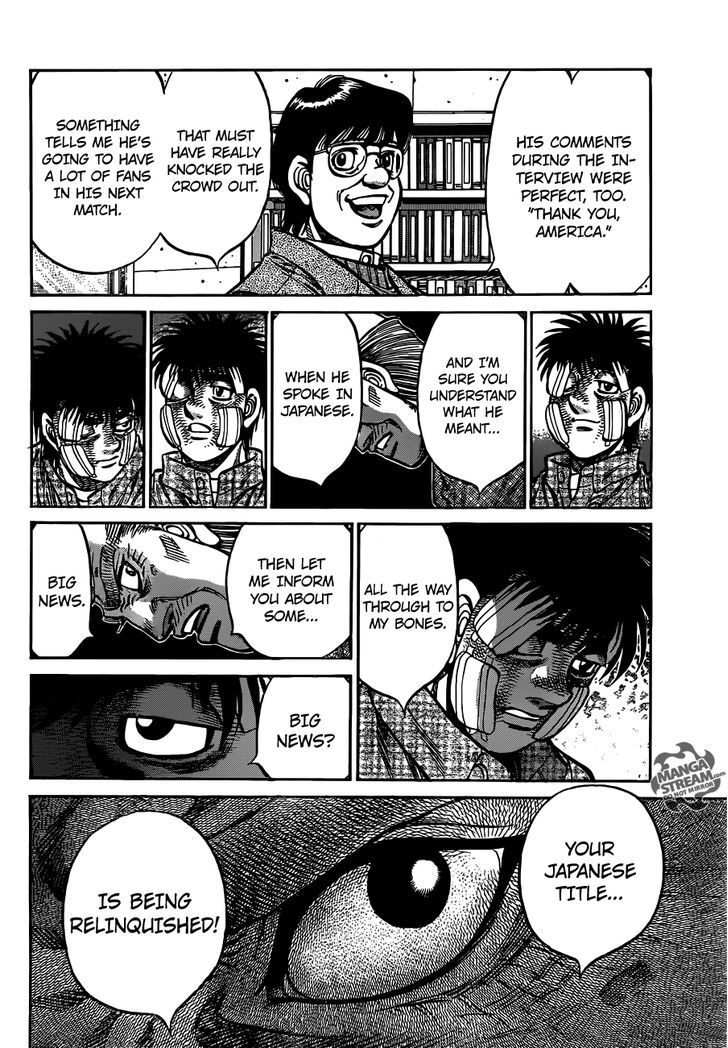 HIS COMMENTS
DURING THE IN-
TERVIEW WERE
PERFECT, TOO.
"THANK YOU,
AMERICA."
THAT MUST
HAVE REALLY
KNOCKED THE
CROWD OUT.
SOMETHING
TELLS ME HE'S
GOING TO HAVE
A LOT OF FANS
IN HIS NEXT
MATCH.
AND I'M
SURE YOU
UNDERSTAND
WHAT HE
MEANT...
WHEN HE
SPOKE IN
JAPANESE.
ALL THE WAY
THROUGH TO
MY BONES.
THEN LET
ME INFORM
YOU ABOUT
SOME...
BIG
NEWS.
BIG
NEWS?
MANGA
STREAM.com
DO NOT MIRROR
YOUR
JAPANESE
TITLE...
IS BEING
RELINQUISHED!